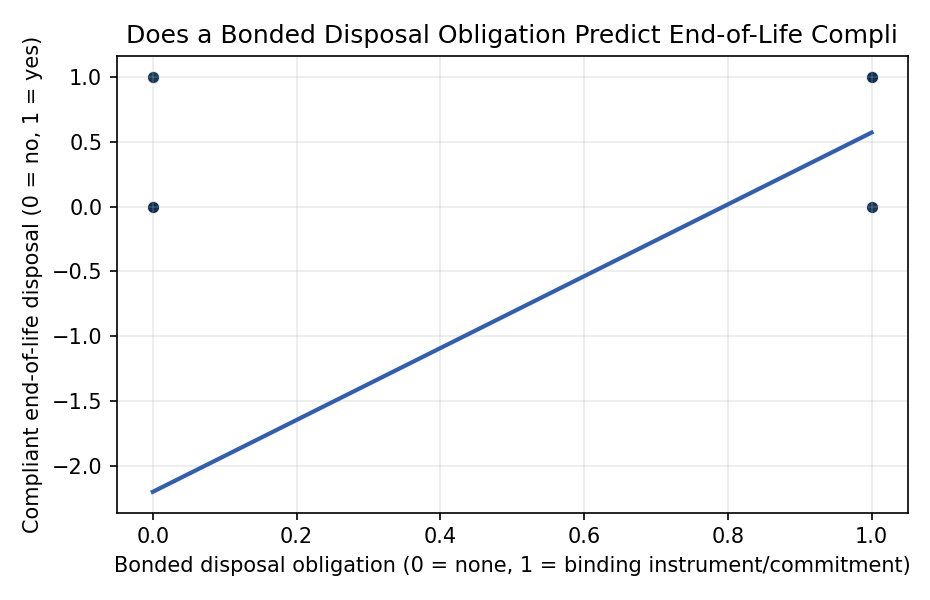 Does a Bonded Disposal Obligation Predict End-of-Life Compli
Compliant end-of-life disposal (0 = no, 1 = yes)
1.0
0.5
0.0
−0.5
−1.0
−1.5
−2.0
0.0 0.2 0.4 0.6 0.8 1.0
Bonded disposal obligation (0 = none, 1 = binding instrument/commitment)